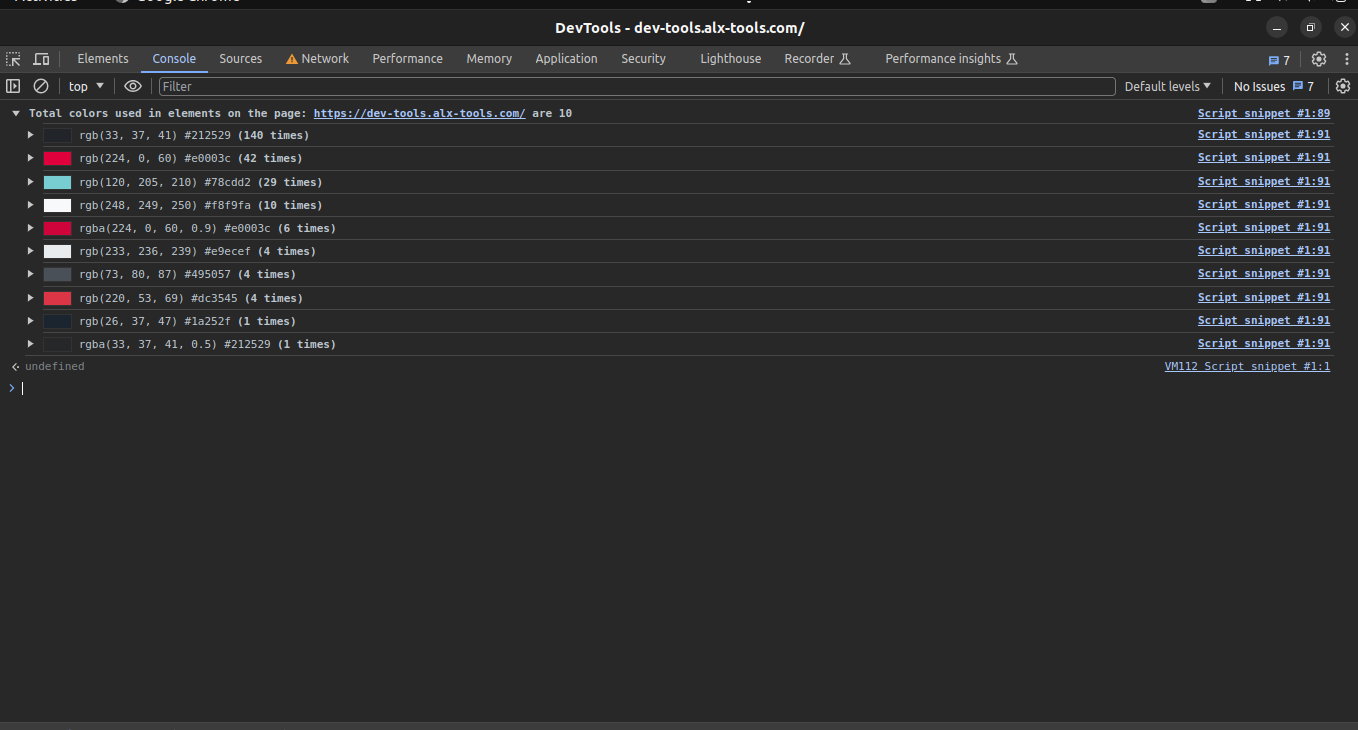 DevTools - dev-tools.alx-tools.com/
Elements Console Sources Network Performance Memory Application Security Lighthouse Recorder Performance insights 7
top Filter Default levels No Issues 7
Total colors used in elements on the page: https://dev-tools.alx-tools.com/ are 10 Script snippet #1:89
rgb(33, 37, 41) #212529 (140 times) Script snippet #1:91
rgb(224, 0, 60) #e0003c (42 times) Script snippet #1:91
rgb(120, 205, 210) #78cdd2 (29 times) Script snippet #1:91
rgb(248, 249, 250) #f8f9fa (10 times) Script snippet #1:91
rgba(224, 0, 60, 0.9) #e0003c (6 times) Script snippet #1:91
rgb(233, 236, 239) #e9ecef (4 times) Script snippet #1:91
rgb(73, 80, 87) #495057 (4 times) Script snippet #1:91
rgb(220, 53, 69) #dc3545 (4 times) Script snippet #1:91
rgb(26, 37, 47) #1a252f (1 times) Script snippet #1:91
rgba(33, 37, 41, 0.5) #212529 (1 times) Script snippet #1:91
undefined VM112 Script snippet #1:1